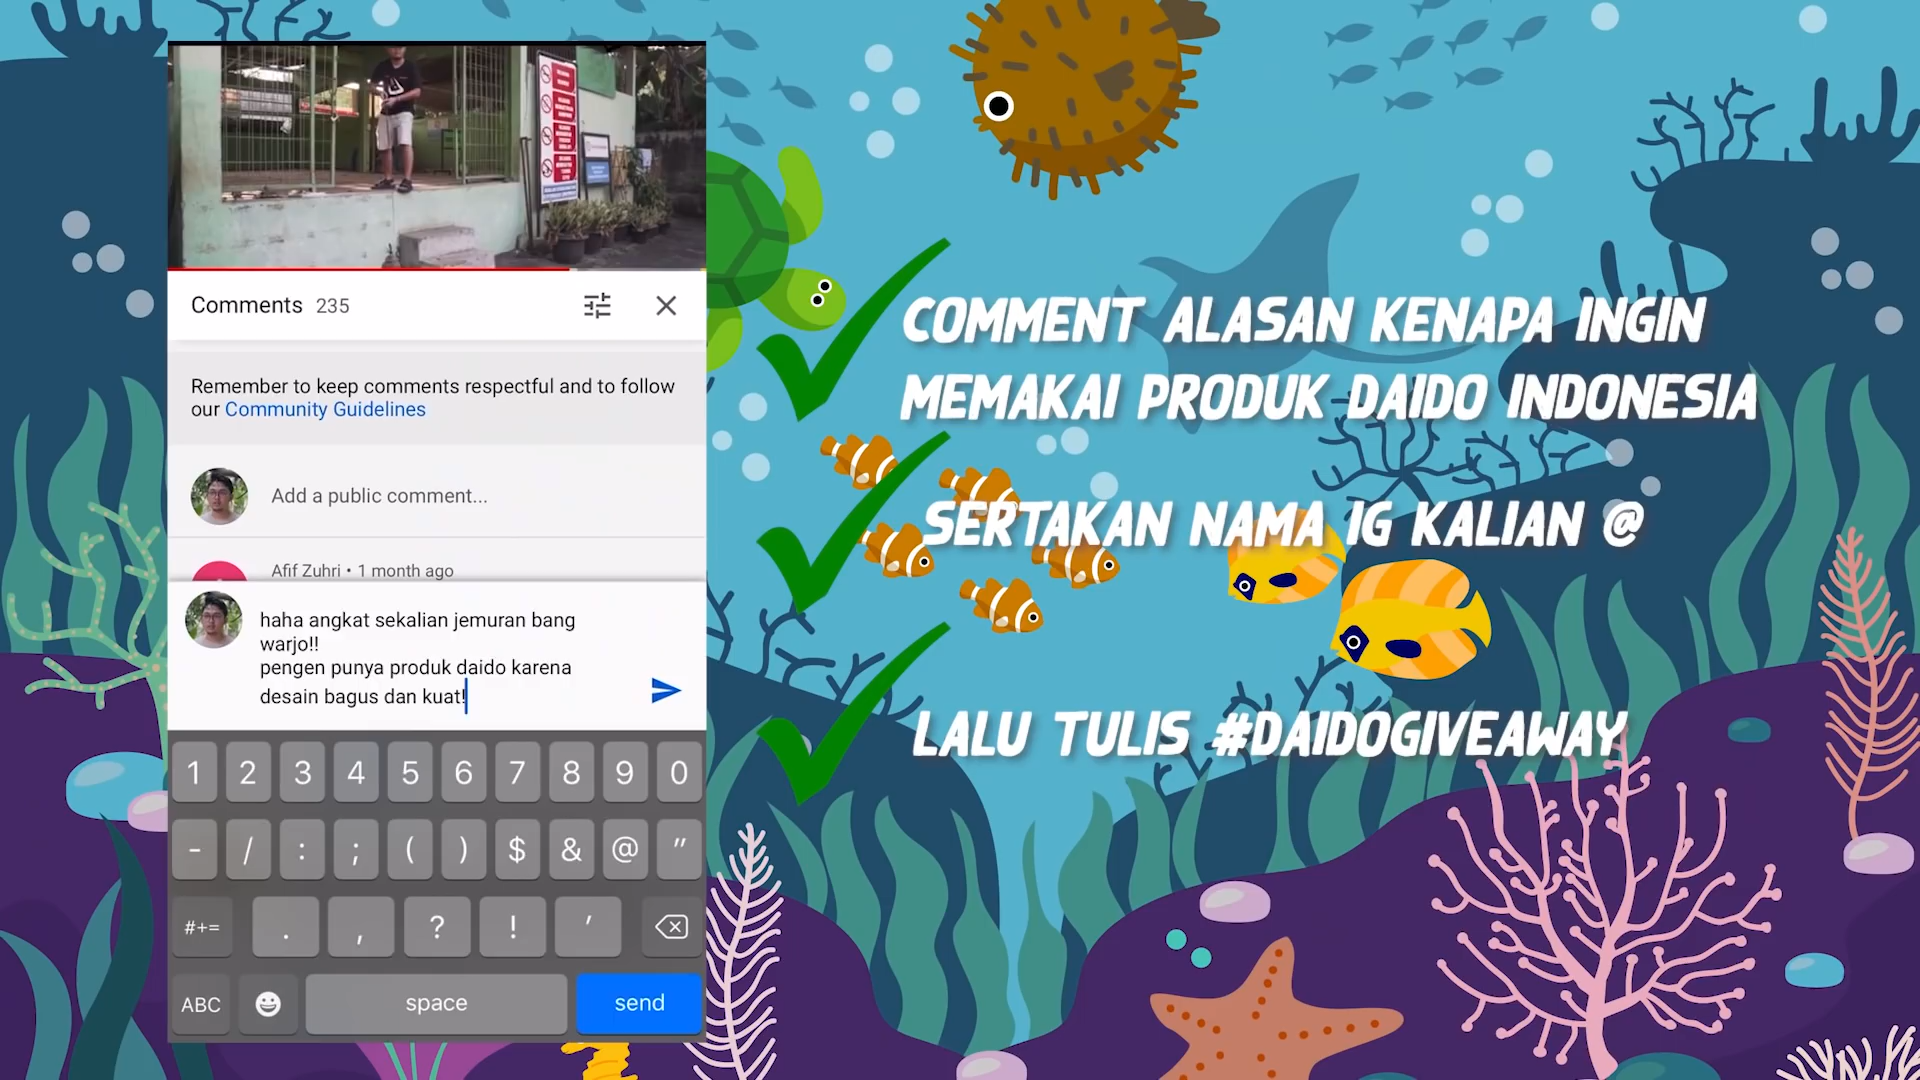 Comments 235
Remember to keep comments respectful and to follow
our Community Guidelines
Add a public comment...
Afif Zuhri • 1 month ago
haha angkat sekalian jemuran bang
warjo!!
pengen punya produk daido karena
desain bagus dan kuat!
1 2 3 4 5 6 7 8 9 0
- / : ; ( ) $ & @ "
#+= . , ? ! '
ABC space send
COMMENT ALASAN KENAPA INGIN
MEMAKAI PRODUK DAIDO INDONESIA
SERTAKAN NAMA IG KALIAN @
LALU TULIS #DAIDOGIVEAWAY